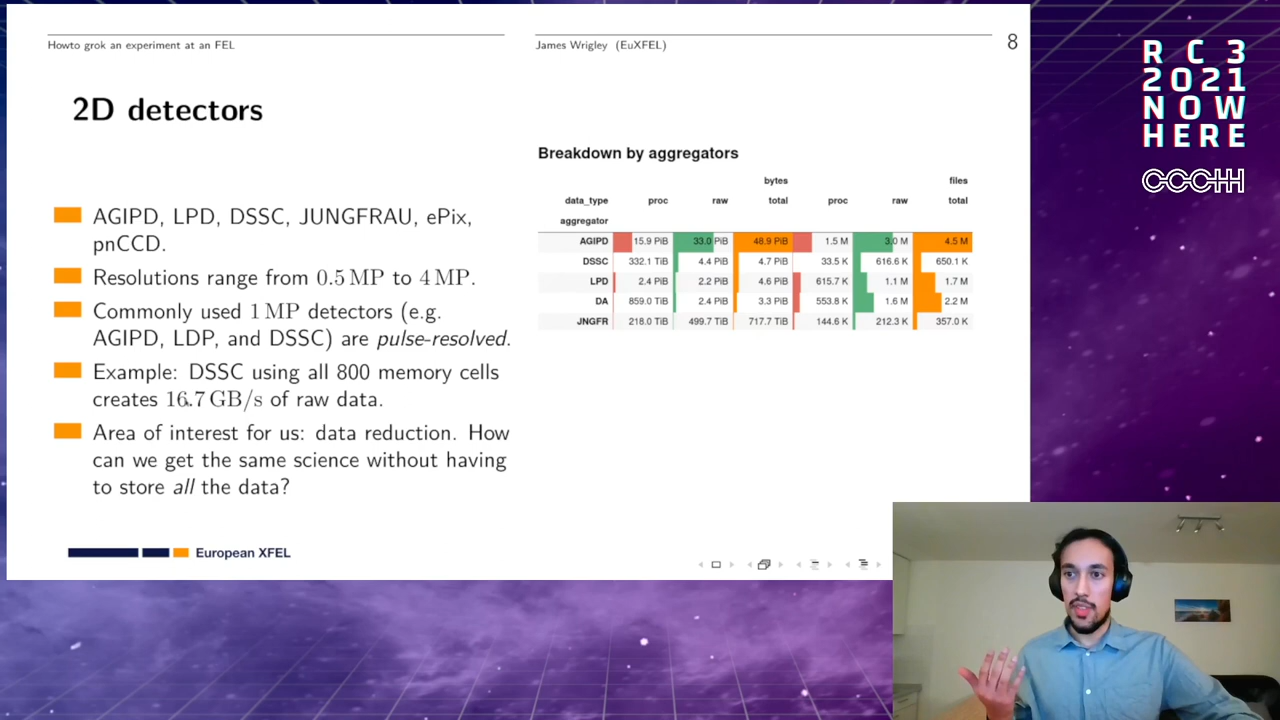 Howto grok an experiment at an FEL
James Wrigley (EuXFEL)
8
2D detectors
AGIPD, LPD, DSSC, JUNGFRAU, ePix,
pnCCD.
Resolutions range from 0.5 MP to 4 MP.
Commonly used 1 MP detectors (e.g.
AGIPD, LDP, and DSSC) are pulse-resolved.
Example: DSSC using all 800 memory cells
creates 16.7 GB/s of raw data.
Area of interest for us: data reduction. How
can we get the same science without having
to store all the data?
European XFEL
Breakdown by aggregators
bytes files
data_type proc raw total proc raw total
aggregator
AGIPD 15.9 PiB 33.0 PiB 48.9 PiB 1.5 M 3.0 M 4.5 M
DSSC 332.1 TiB 4.4 PiB 4.7 PiB 33.5 K 616.6 K 650.1 K
LPD 2.4 PiB 2.2 PiB 4.6 PiB 615.7 K 1.1 M 1.7 M
DA 859.0 TiB 2.4 PiB 3.3 PiB 553.8 K 1.6 M 2.2 M
JNGFR 218.0 TiB 499.7 TiB 717.7 TiB 144.6 K 212.3 K 357.0 K
RC3
2021
NOW
HERE
CCCHH